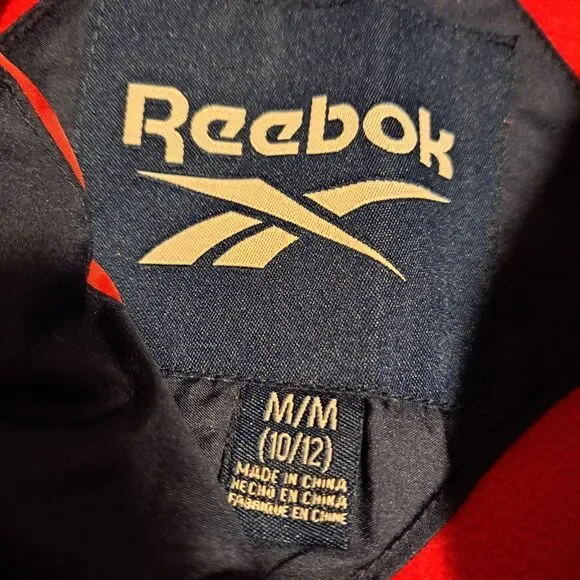 Reebok
M/M
(10/12)
MADE IN CHINA
HECHO EN CHINA
FABRIQUE EN CHINE